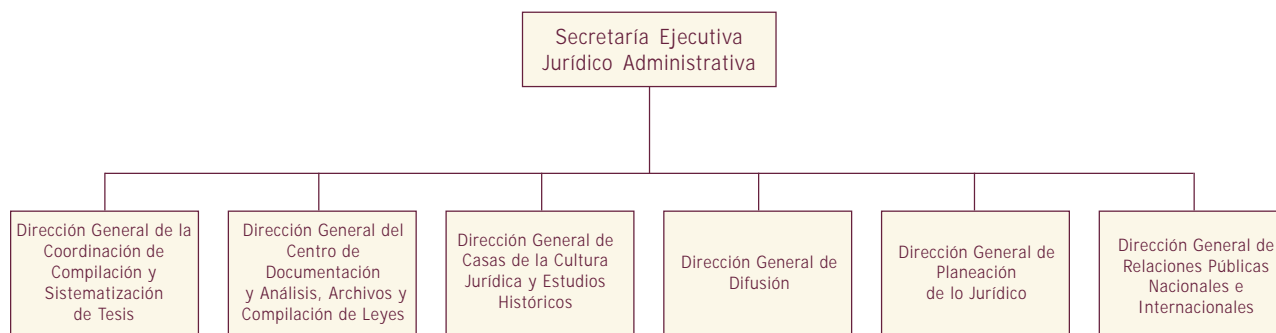 Secretaría Ejecutiva
Jurídico Administrativa
Dirección General de la
Coordinación de
Compilación y
Sistematización
de Tesis
Dirección General del
Centro de
Documentación
y Análisis, Archivos y
Compilación de Leyes
Dirección General de
Casas de la Cultura
Jurídica y Estudios
Históricos
Dirección General de
Difusión
Dirección General de
Planeación
de lo Jurídico
Dirección General de
Relaciones Públicas
Nacionales e
Internacionales